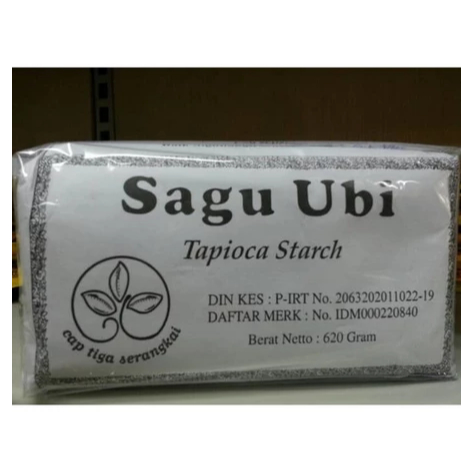 Sagu Ubi
Tapioca Starch
DIN KES : P-IRT No. 2063202011022-19
DAFTAR MERK : No. IDM000220840
Berat Netto : 620 Gram
cap tiga serangkai